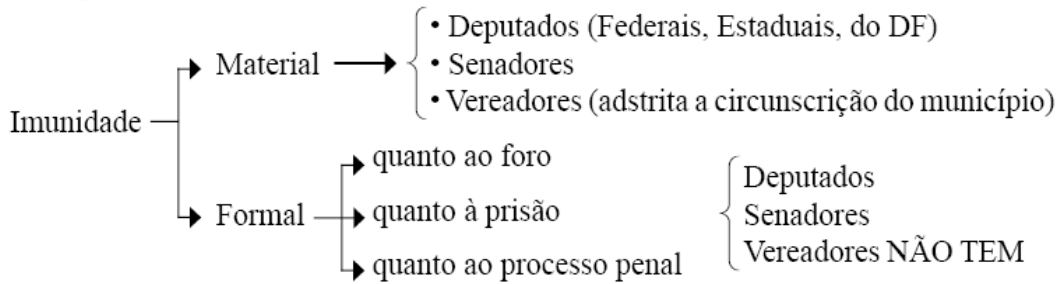 Imunidade
Material
• Deputados (Federais, Estaduais, do DF)
• Senadores
• Vereadores (adstrita a circunscrição do município)
Formal
quanto ao foro
quanto à prisão
quanto ao processo penal
Deputados
Senadores
Vereadores NÃO TEM